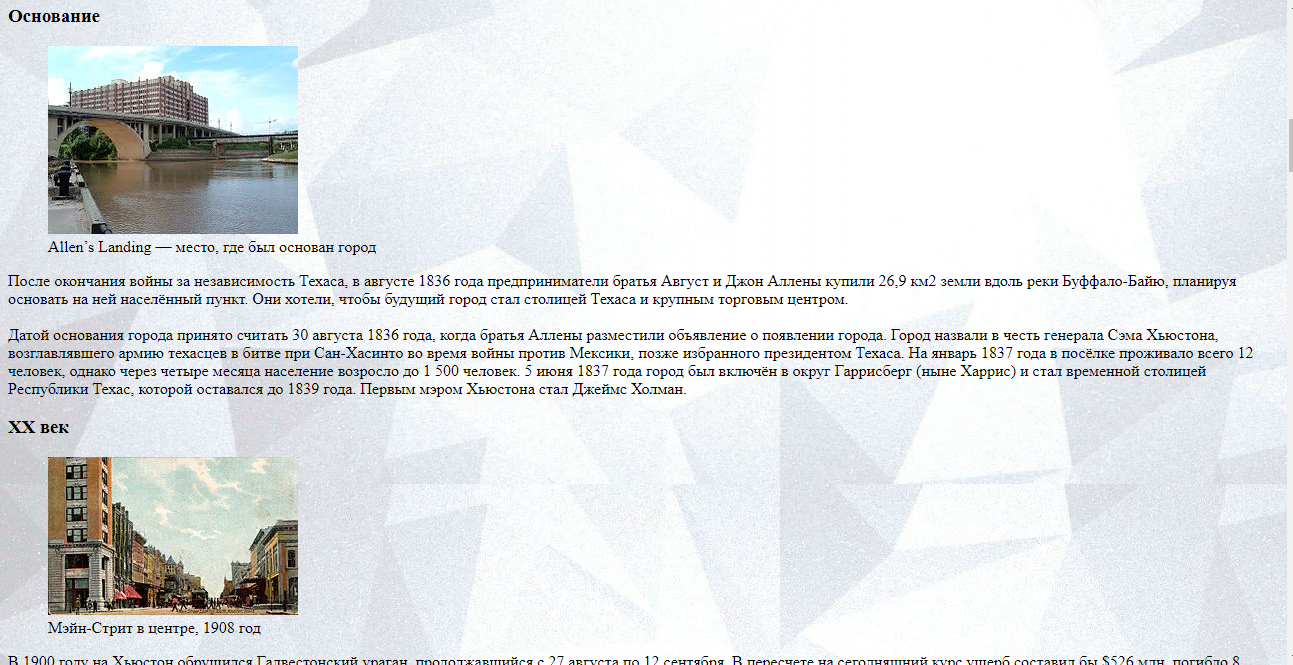 Основание
Allen’s Landing — место, где был основан город
После окончания войны за независимость Техаса, в августе 1836 года предприниматели братья Август и Джон Аллены купили 26,9 км2 земли вдоль реки Буффало-Байю, планируя
основать на ней населённый пункт. Они хотели, чтобы будущий город стал столицей Техаса и крупным торговым центром.
Датой основания города принято считать 30 августа 1836 года, когда братья Аллены разместили объявление о появлении города. Город назвали в честь генерала Сэма Хьюстона,
возглавлявшего армию техасцев в битве при Сан-Хасинто во время войны против Мексики, позже избранного президентом Техаса. На январь 1837 года в посёлке проживало всего 12
человек, однако через четыре месяца население возросло до 1 500 человек. 5 июня 1837 года город был включён в округ Гаррисберг (ныне Харрис) и стал временной столицей
Республики Техас, которой оставался до 1839 года. Первым мэром Хьюстона стал Джеймс Холман.
XX век
Мэйн-Стрит в центре, 1908 год
В 1900 году на Хьюстон обрушился Галвестонский ураган, продолжавшийся с 27 августа по 12 сентября. В пересчете на сегодняшний курс ущерб составил бы $526 млн, погибло 8